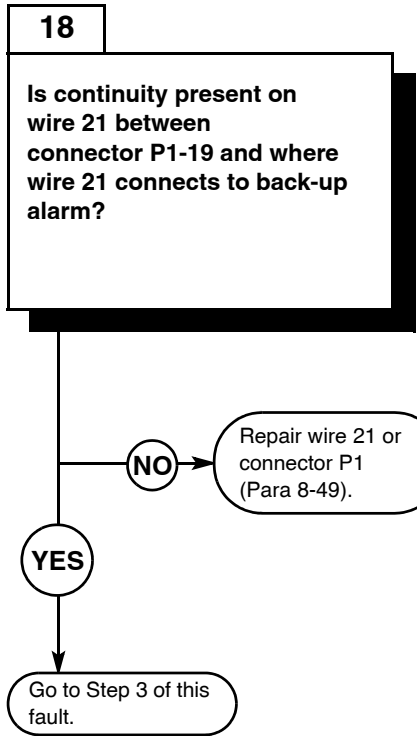 18
Is continuity present on
wire 21 between
connector P1-19 and where
wire 21 connects to back-up
alarm?
NO
Repair wire 21 or
connector P1
(Para 8-49).
YES
Go to Step 3 of this
fault.